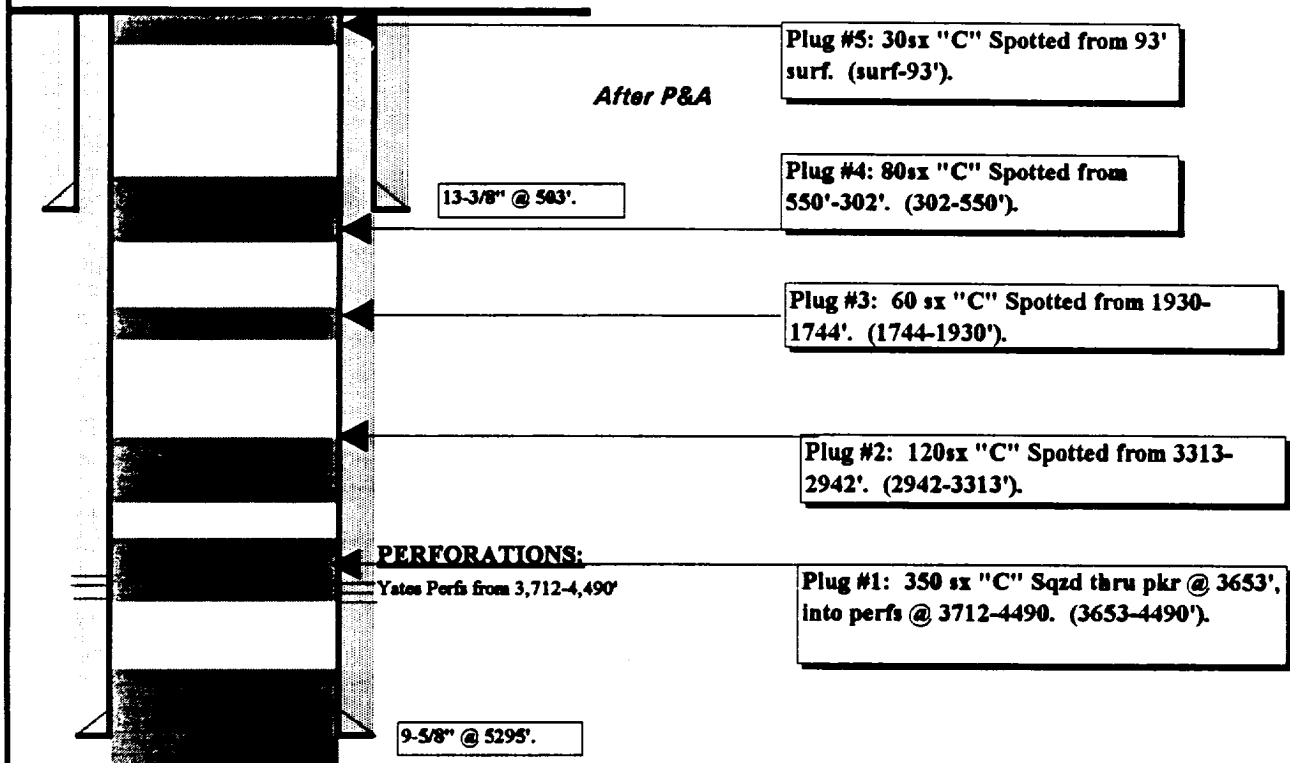 Plug #5: 30sx "C" Spotted from 93'
surf. (surf-93').
After P&A
Plug #4: 80sx "C" Spotted from
550'-302'. (302-550').
13-3/8" @ 503'.
Plug #3: 60 sx "C" Spotted from 1930-
1744'. (1744-1930').
Plug #2: 120sx "C" Spotted from 3313-
2942'. (2942-3313').
PERFORATIONS:
Yates Perfs from 3,712-4,490'
Plug #1: 350 sx "C" Sqzd thru pkr @ 3653',
into perfs @ 3712-4490. (3653-4490').
9-5/8" @ 5295'.